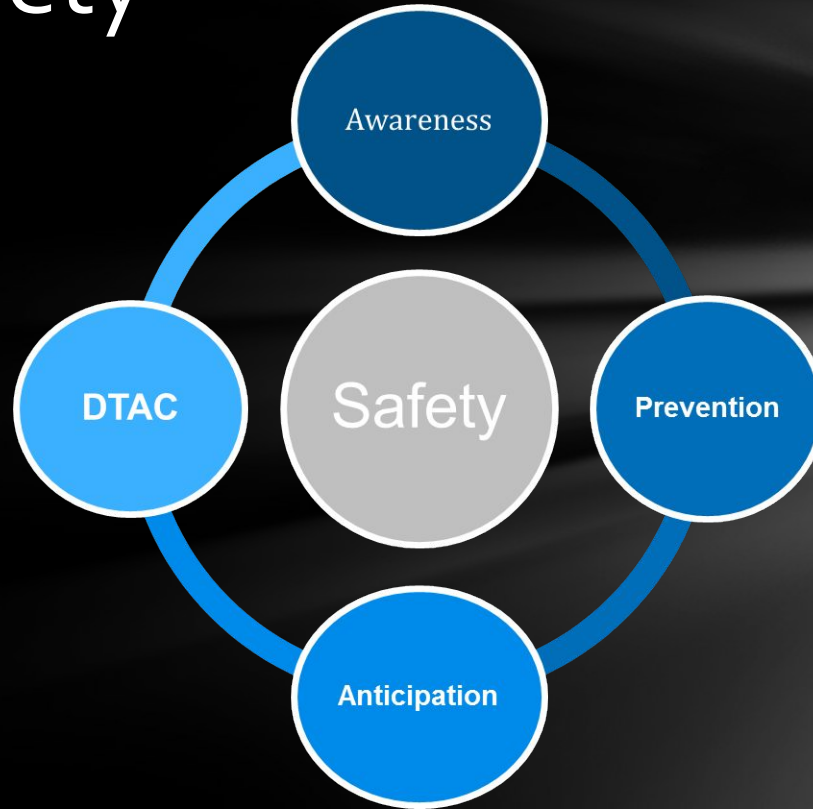 Awareness
DTAC
Safety
Prevention
Anticipation